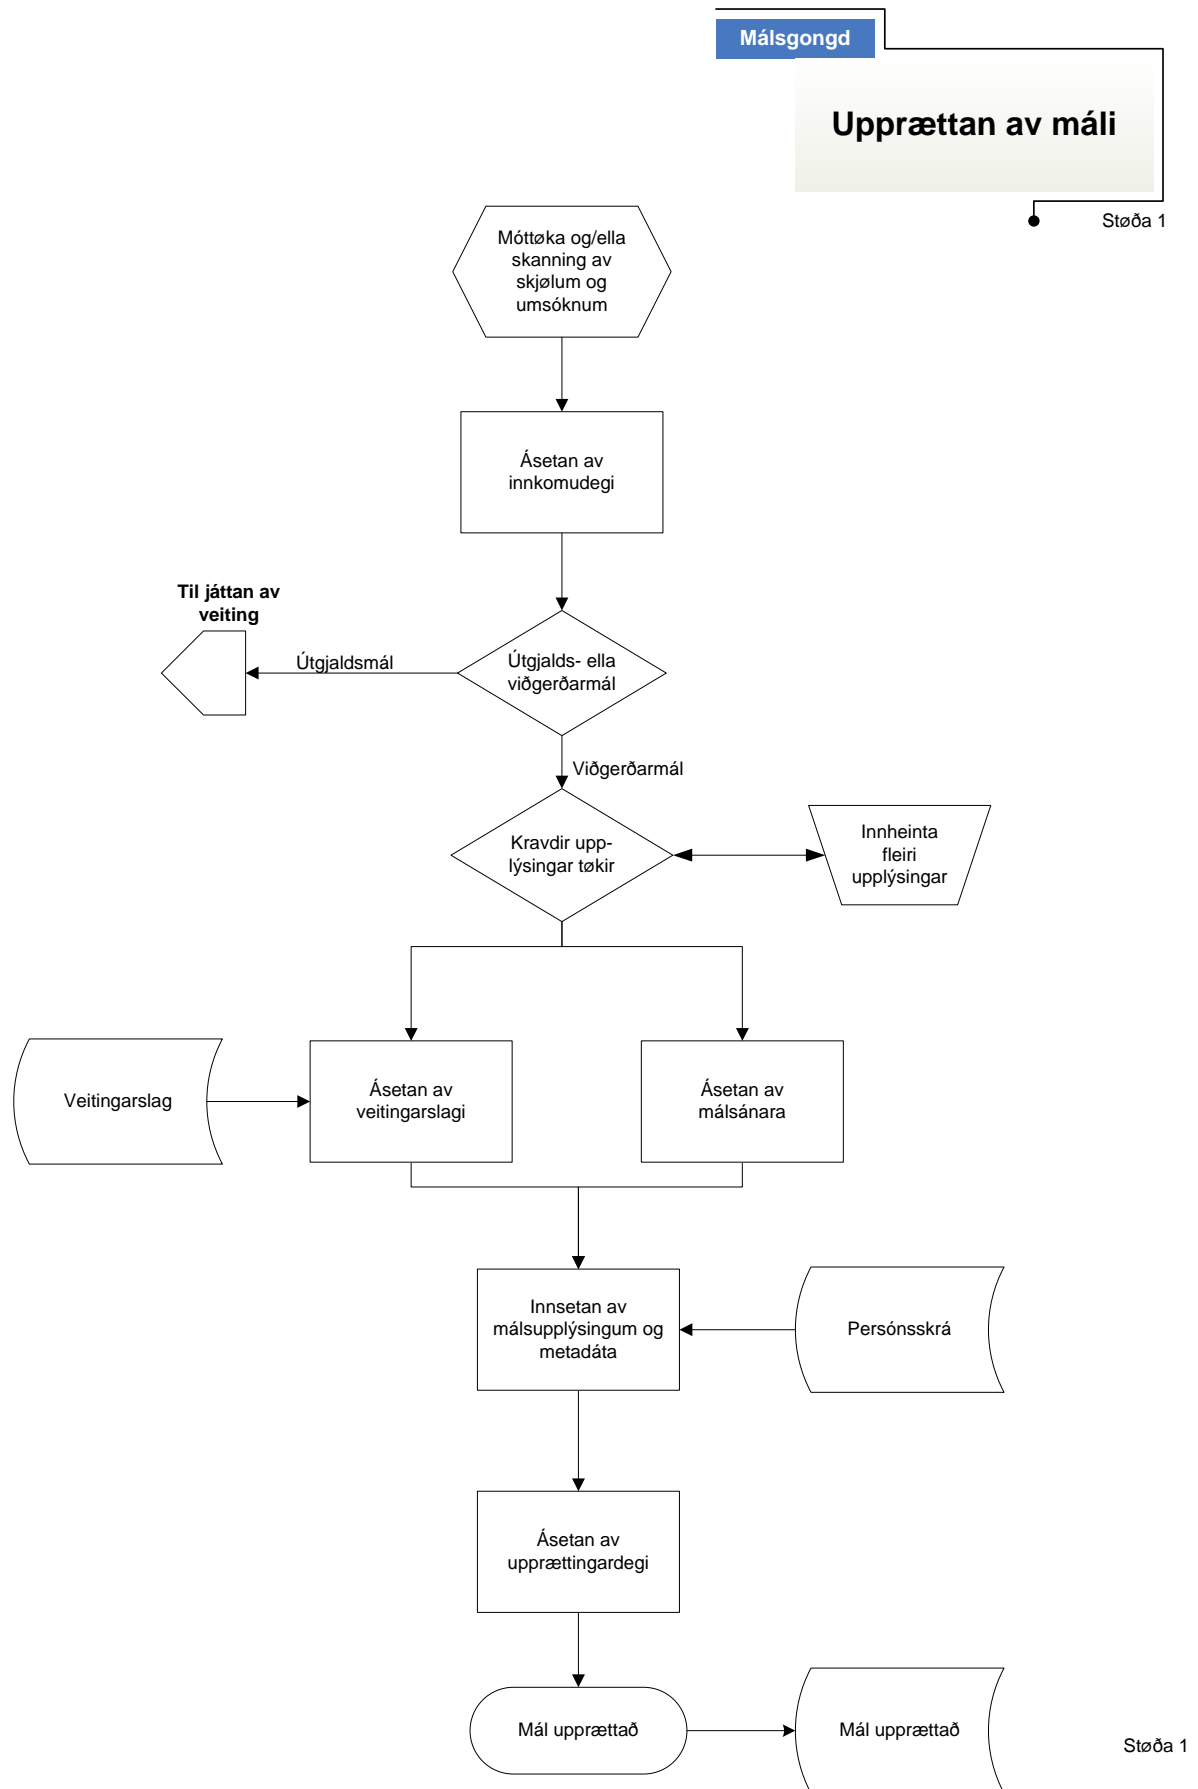 Málsgongd
Upprættan av máli
Støða 1
Móttøka og/ella
skanning av
skjølum og
umsóknum
Ásetan av
innkomudegi
Til játtan av
veiting
Útgjaldsmál
Útgjalds- ella
viðgerðarmál
Viðgerðarmál
Kravdir upp-
lýsingar tøkir
Innheinta
fleiri
upplýsingar
Veitingarslag
Ásetan av
veitingarslagi
Ásetan av
málsánara
Innsetan av
málsupplýsingum og
metadáta
Persónsskrá
Ásetan av
upprættingardegi
Mál upprættað
Mál upprættað
Støða 1